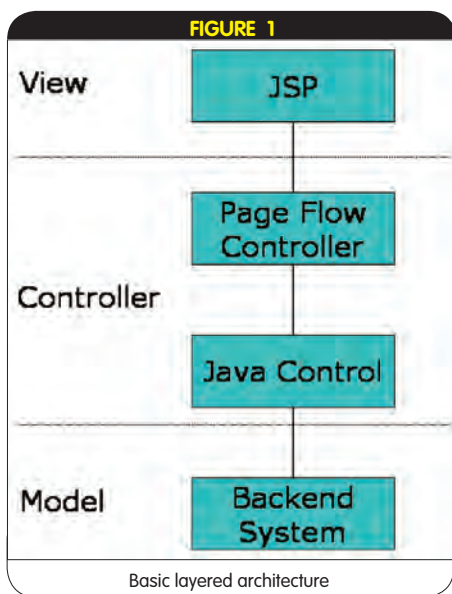 FIGURE 1
View
JSP
Page Flow
Controller
Controller
Java Control
Model
Backend
System
Basic layered architecture